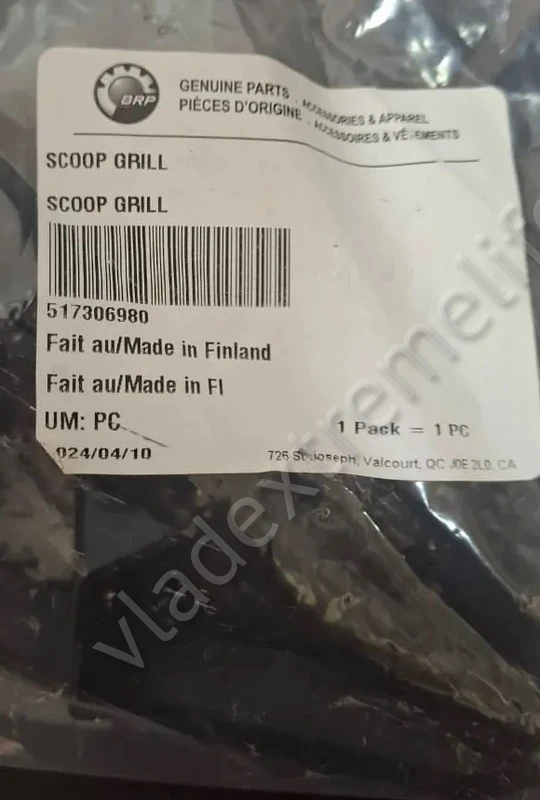 BRP
GENUINE PARTS - ACCESSORIES & APPAREL
PIÈCES D'ORIGINE - ACCESSOIRES & VÊTEMENTS
SCOOP GRILL
SCOOP GRILL
517306980
Fait au/Made in Finland
Fait au/Made in FI
UM: PC
1 Pack = 1 PC
024/04/10
726 St-Joseph, Valcourt, QC J0E 2L0, CA